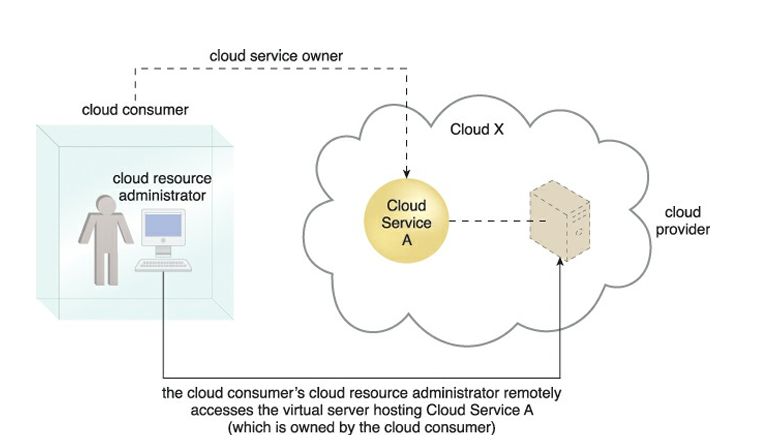 cloud service owner
cloud consumer
cloud resource
administrator
Cloud X
Cloud
Service
A
cloud
provider
the cloud consumer's cloud resource administrator remotely
accesses the virtual server hosting Cloud Service A
(which is owned by the cloud consumer)